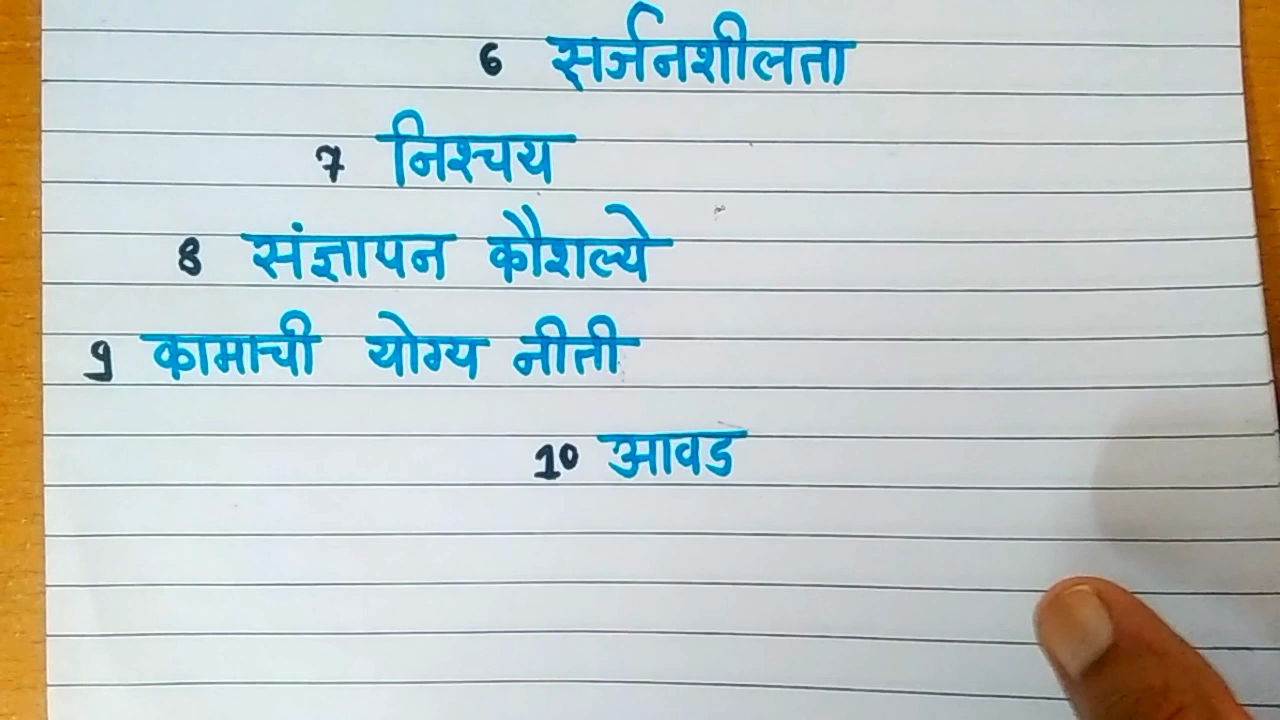 6 सर्जनशीलता
7 निश्चय
8 संज्ञापन कौशल्ये
9 कामाची योग्य नीती
10 आवड